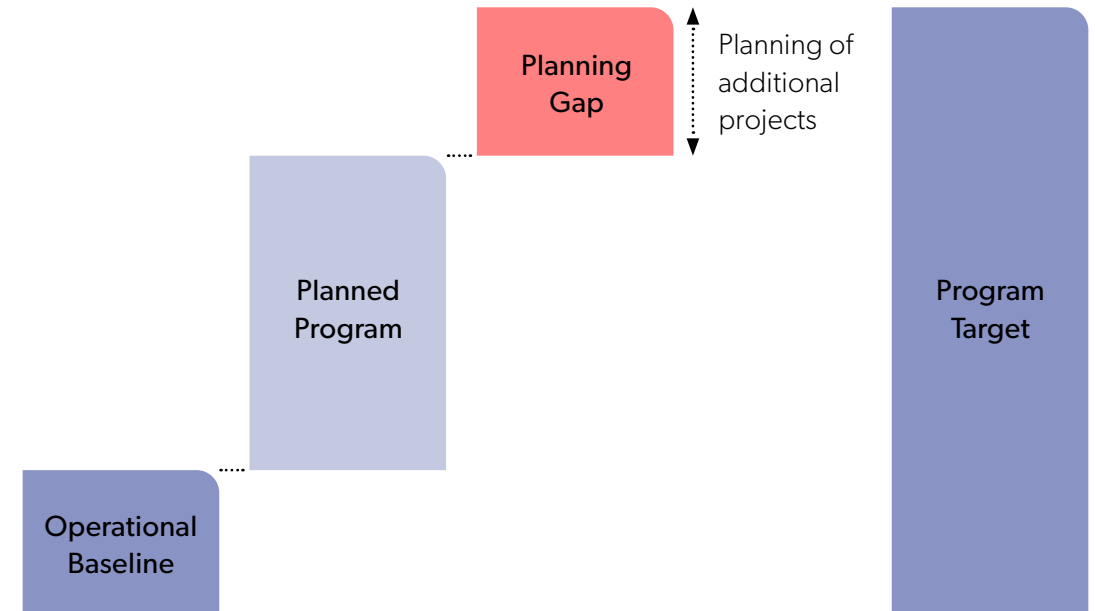 Planning
Gap
Planning of
additional
projects
Planned
Program
Program
Target
Operational
Baseline